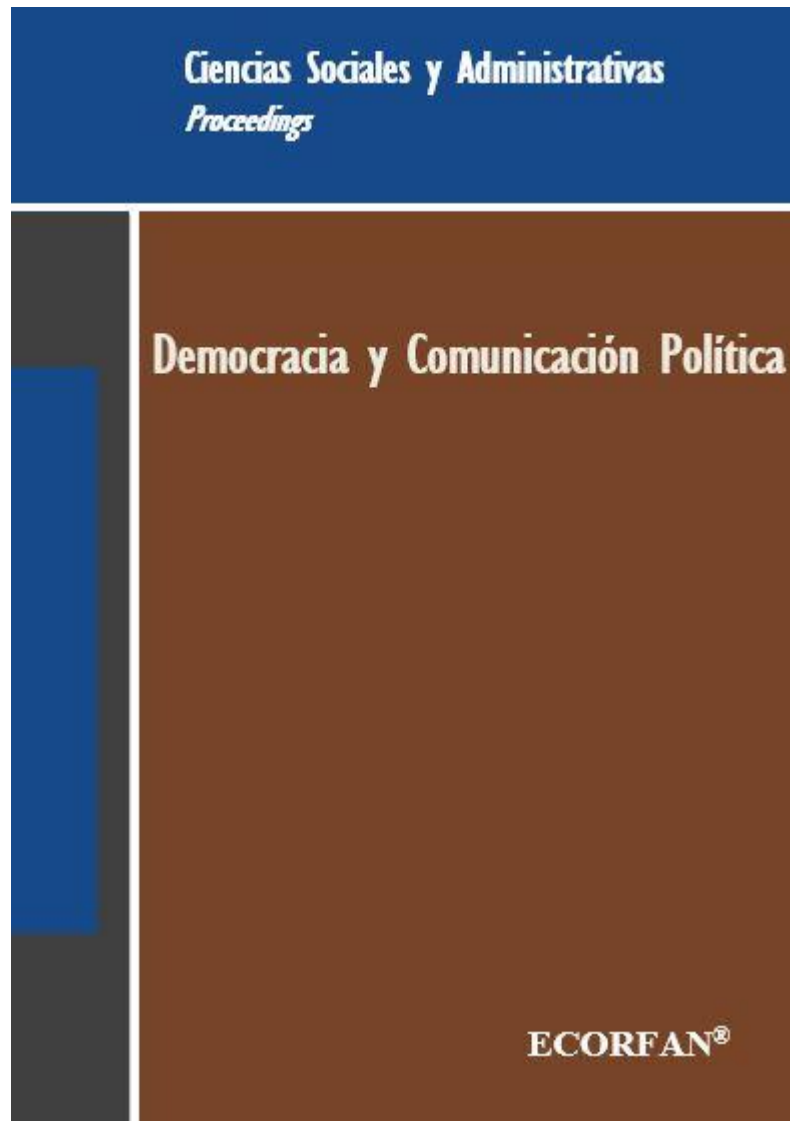 Ciencias Sociales y Administrativas
Proceedings
Democracia y Comunicación Política
ECORFAN®